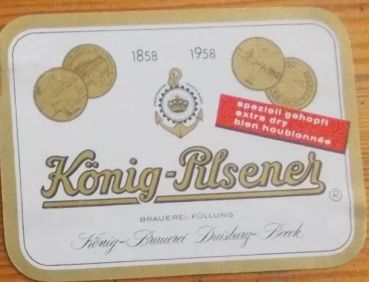 1858 1958
speziell gehopft
extra dry
bien houblonnée
König-Pilsener ®
BRAUEREI-FÜLLUNG
König-Brauerei Duisburg-Beeck